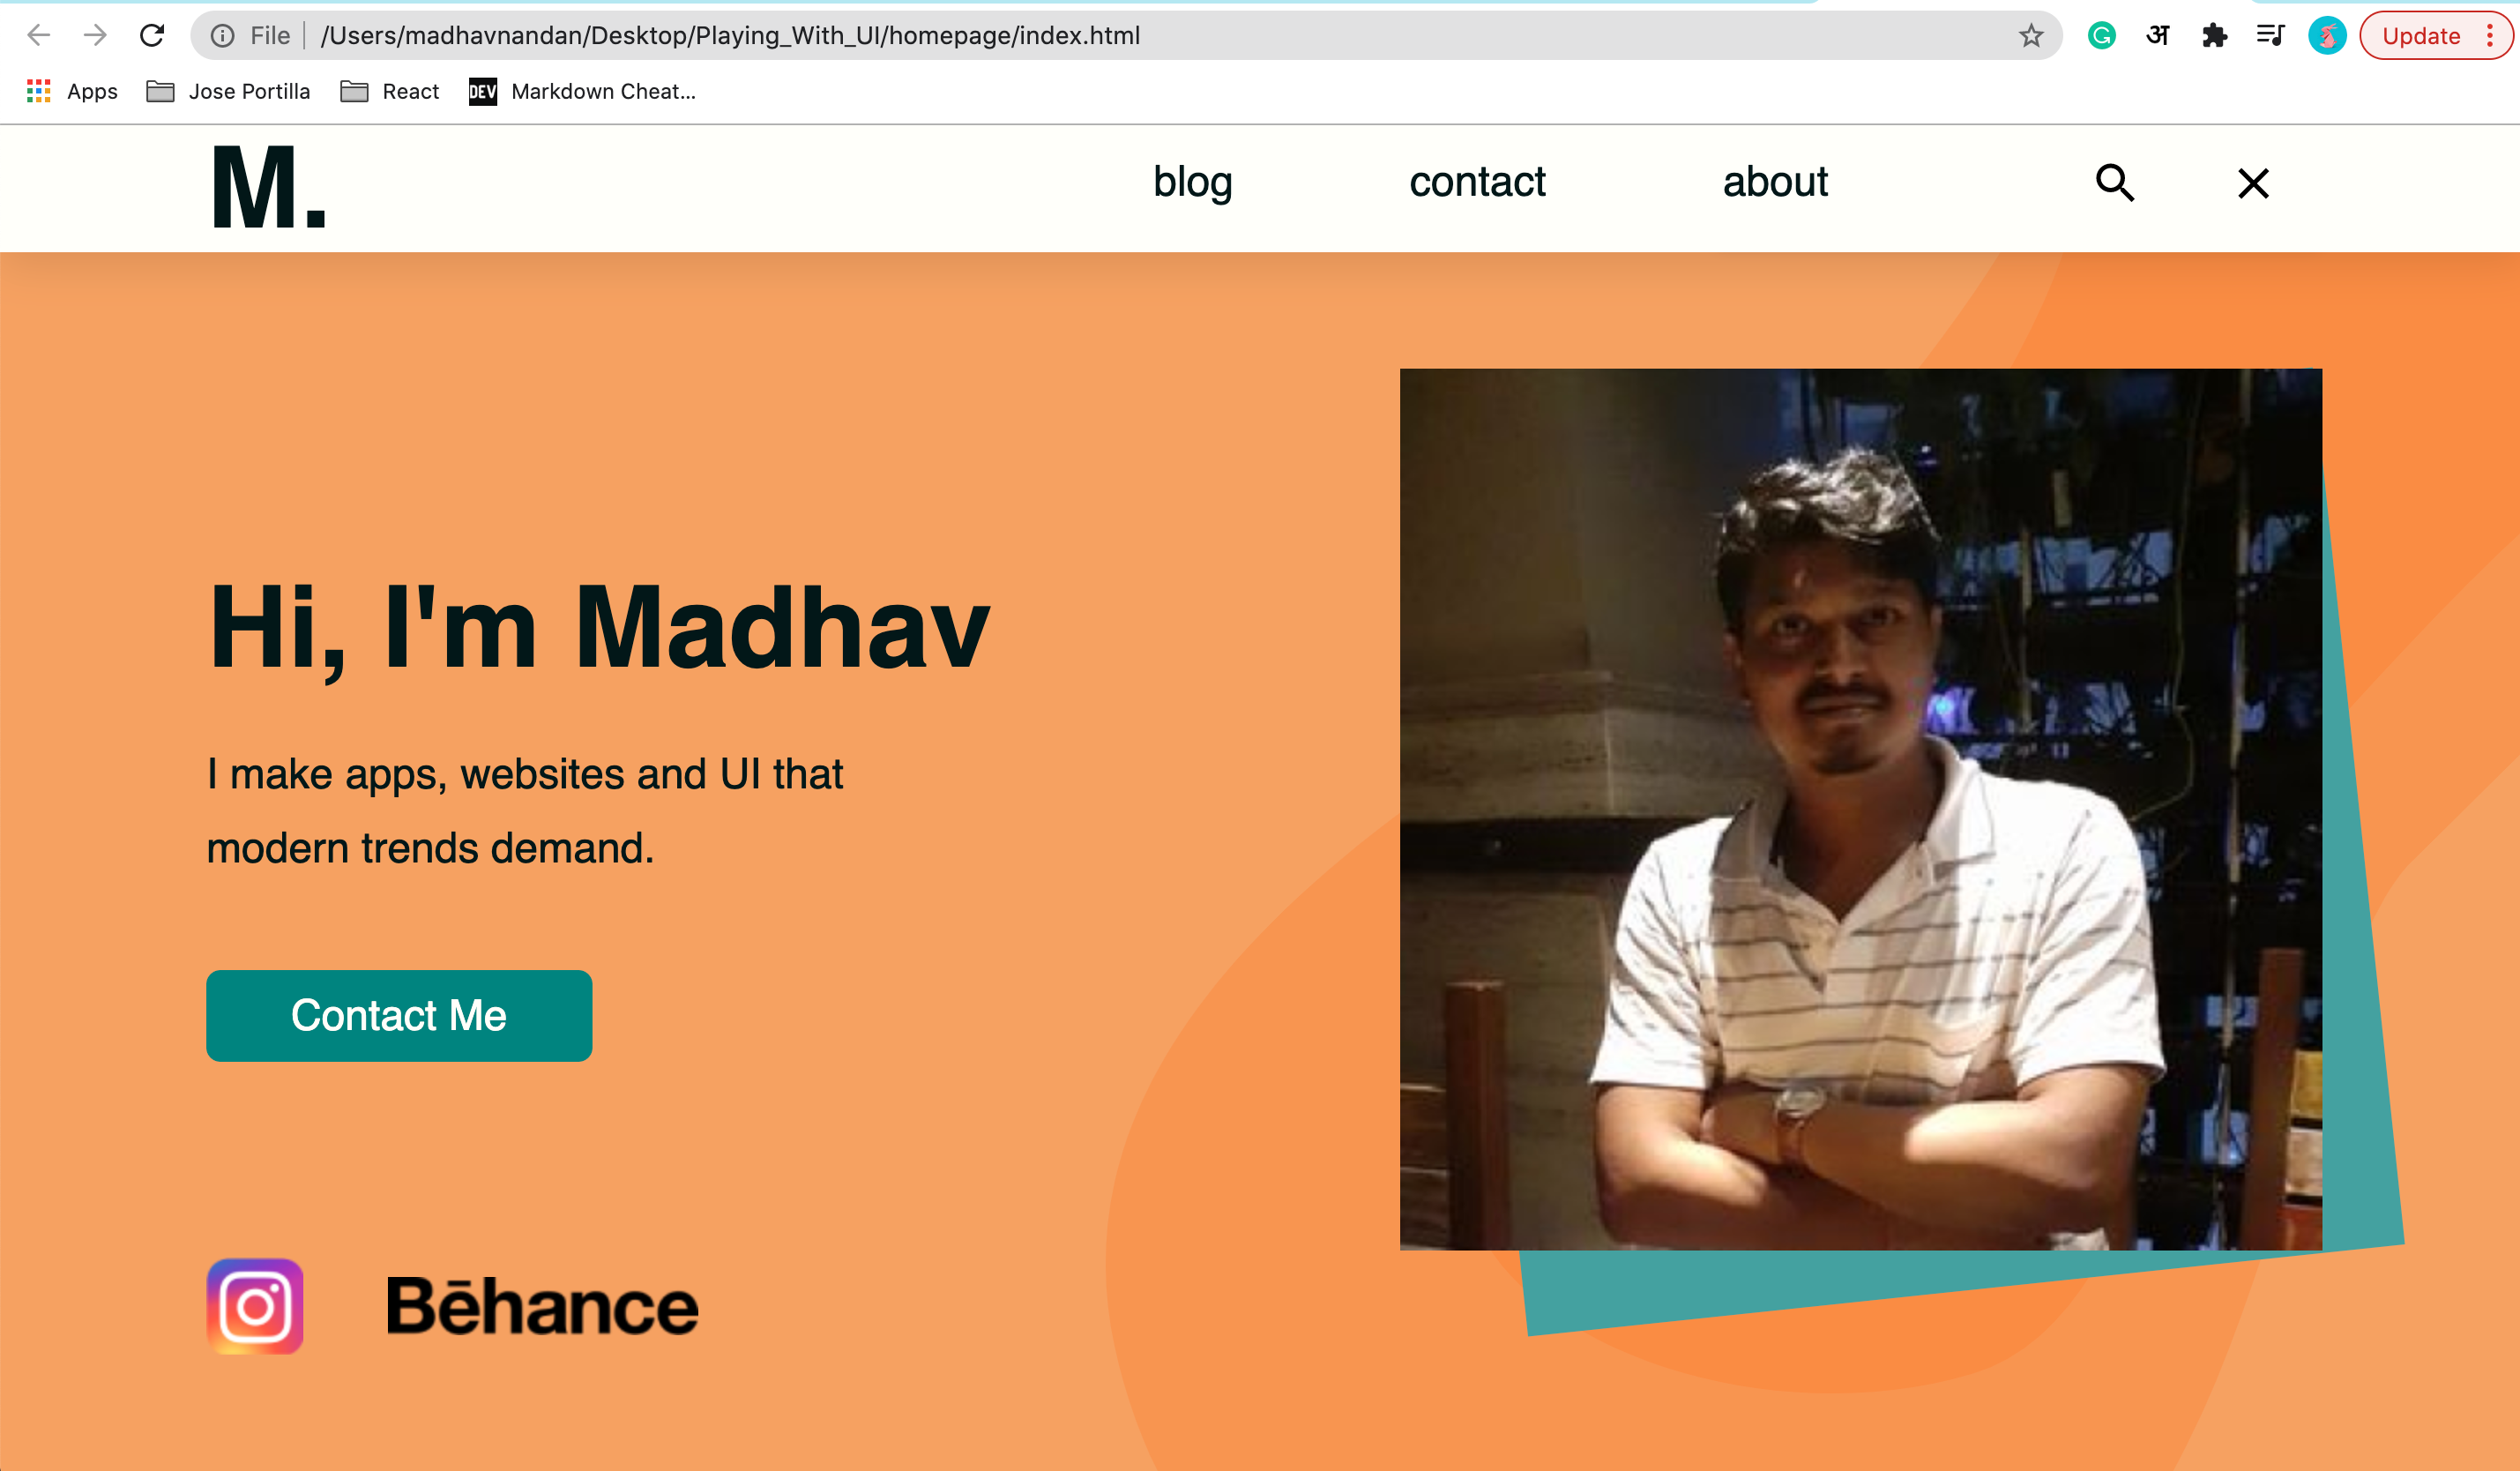 File /Users/madhavnandan/Desktop/Playing_With_UI/homepage/index.html अ Update
Apps Jose Portilla React DEV Markdown Cheat...
M. blog contact about
Hi, I'm Madhav
I make apps, websites and UI that
modern trends demand.
Contact Me
Bēhance